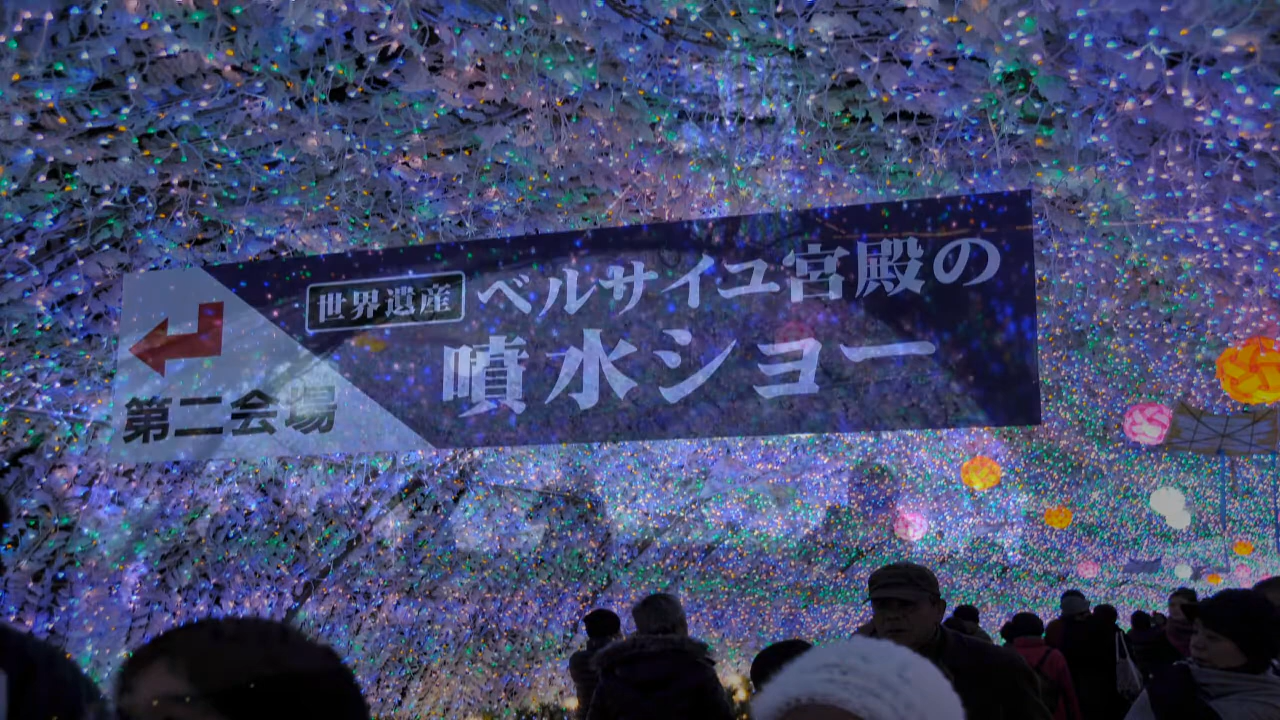 世界遺産 ベルサイユ宮殿の
噴水ショー
第二会場